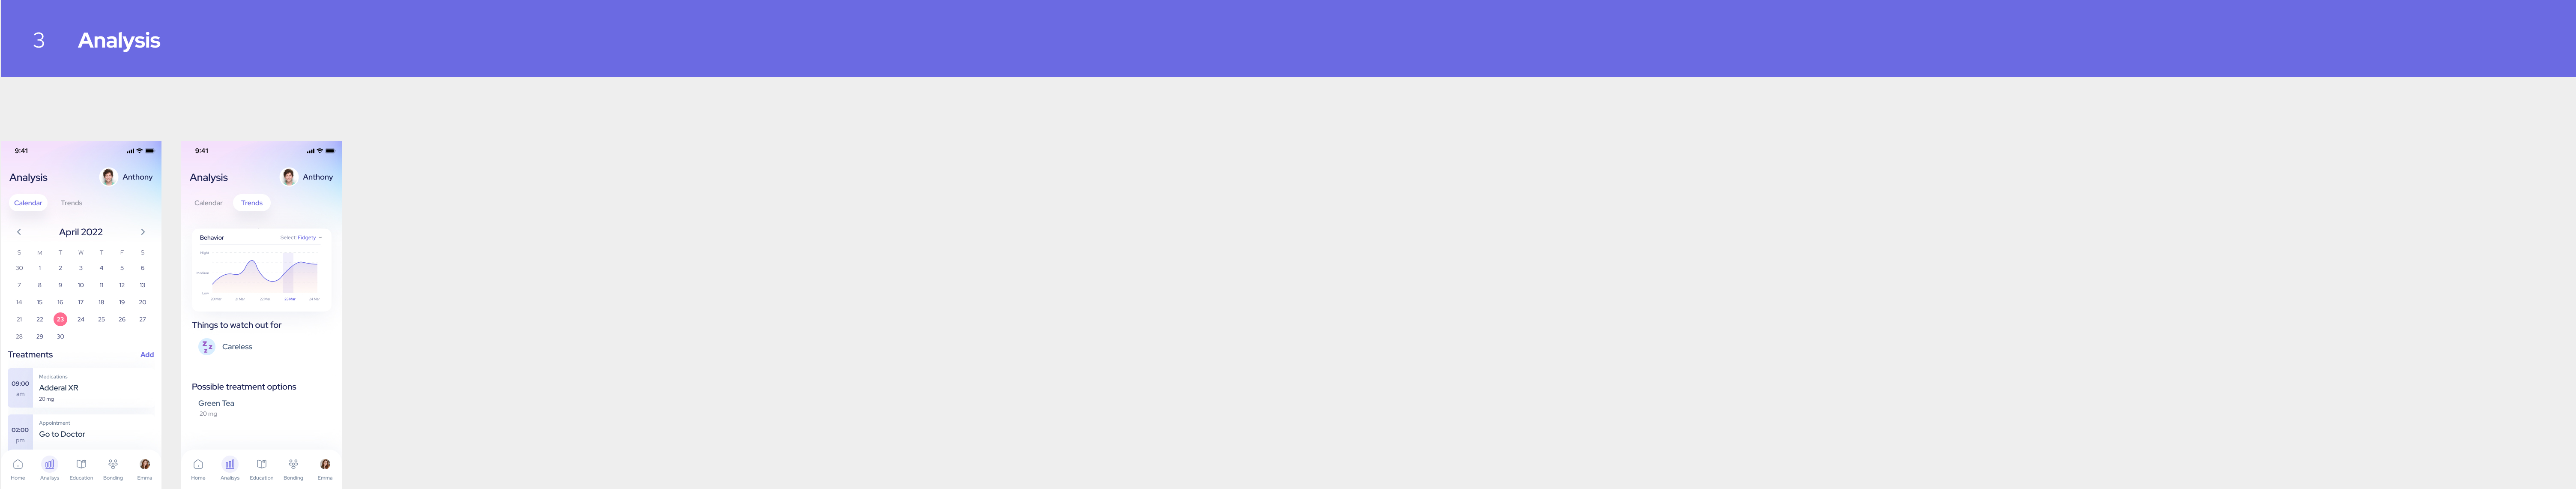 3 Analysis
9:41
Analysis Anthony
Calendar Trends
April 2022
S M T W T F S
30 1 2 3 4 5 6
7 8 9 10 11 12 13
14 15 16 17 18 19 20
21 22 23 24 25 26 27
28 29 30
Treatments Add
09:00 am
Medications
Adderal XR
20 mg
02:00 pm
Appointment
Go to Doctor
Home Analisys Education Bonding Emma
9:41
Analysis Anthony
Calendar Trends
Behavior Select: Fidgety
Things to watch out for
Careless
Possible treatment options
Green Tea
20 mg
Home Analisys Education Bonding Emma